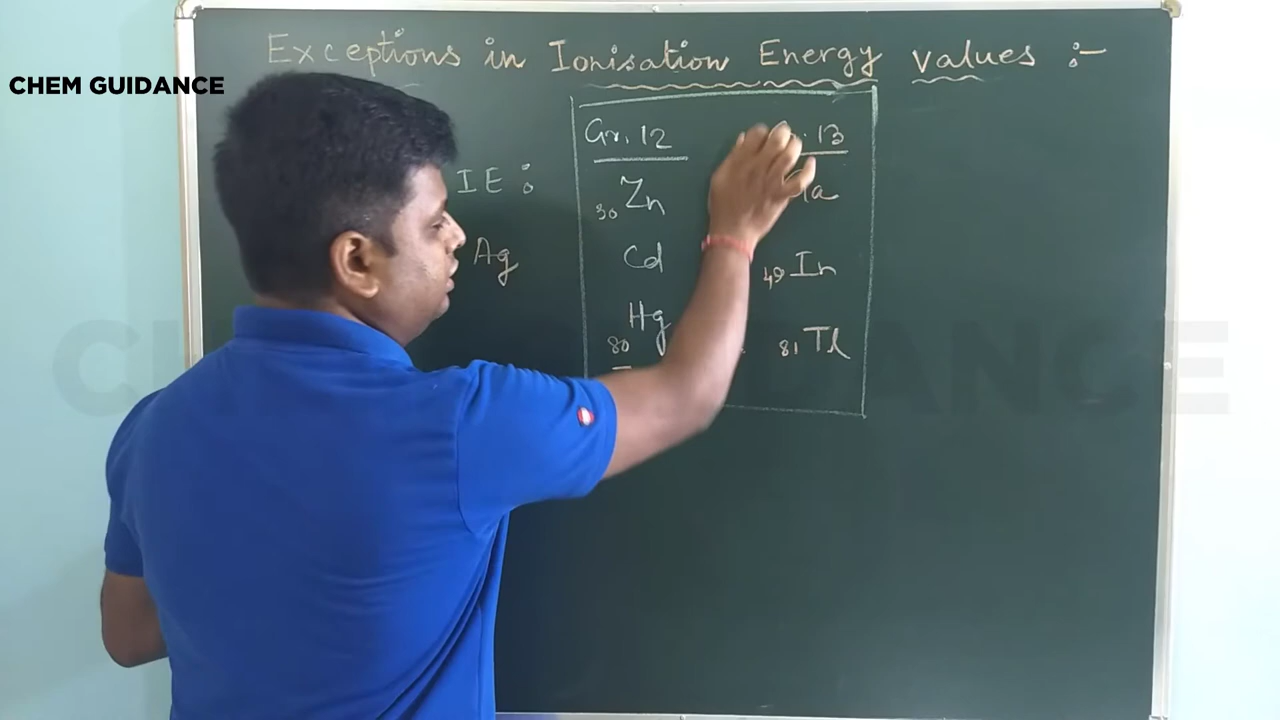 Exceptions in Ionisation Energy values :-
CHEM GUIDANCE
Gr. 12 . 13
IE :
30 Zn
Ag
Cd 49 In
80 Hg 81 Tl